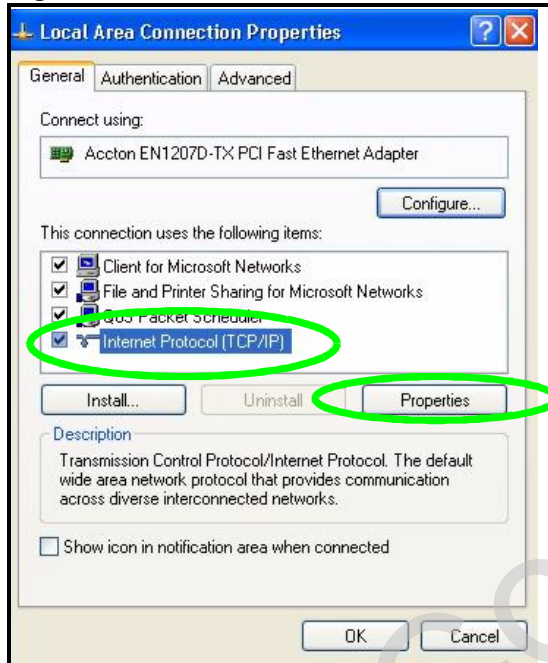 Local Area Connection Properties
General Authentication Advanced
Connect using:
Accton EN1207D-TX PCI Fast Ethernet Adapter
Configure...
This connection uses the following items:
Client for Microsoft Networks
File and Printer Sharing for Microsoft Networks
QoS Packet Scheduler
Internet Protocol (TCP/IP)
Install... Uninstall Properties
Description
Transmission Control Protocol/Internet Protocol. The default
wide area network protocol that provides communication
across diverse interconnected networks.
Show icon in notification area when connected
OK Cancel